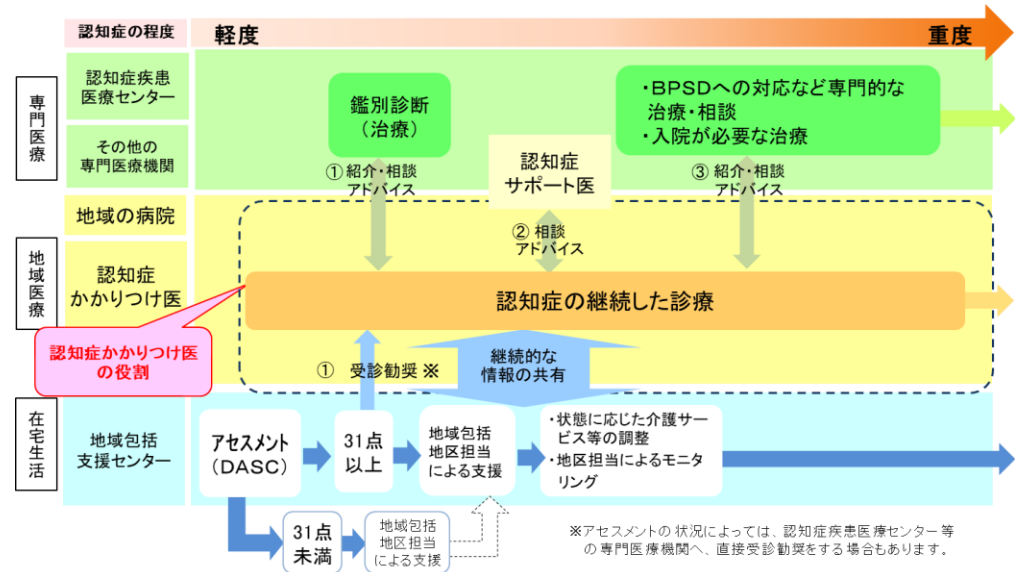 認知症の程度
軽度
重度
専門医療
認知症疾患
医療センター
その他の
専門医療機関
鑑別診断
(治療)
・BPSDへの対応など専門的な
治療・相談
・入院が必要な治療
認知症
サポート医
① 紹介・相談
アドバイス
③ 紹介・相談
アドバイス
② 相談
アドバイス
地域医療
地域の病院
認知症
かかりつけ医
認知症の継続した診療
認知症かかりつけ医
の役割
① 受診勧奨 ※
継続的な
情報の共有
在宅生活
地域包括
支援センター
アセスメント
(DASC)
31点
以上
地域包括
地区担当
による支援
・状態に応じた介護サー
ビス等の調整
・地区担当によるモニタ
リング
31点
未満
地域包括
地区担当
による支援
※アセスメントの状況によっては、認知症疾患医療センター等
の専門医療機関へ、直接受診勧奨をする場合もあります。